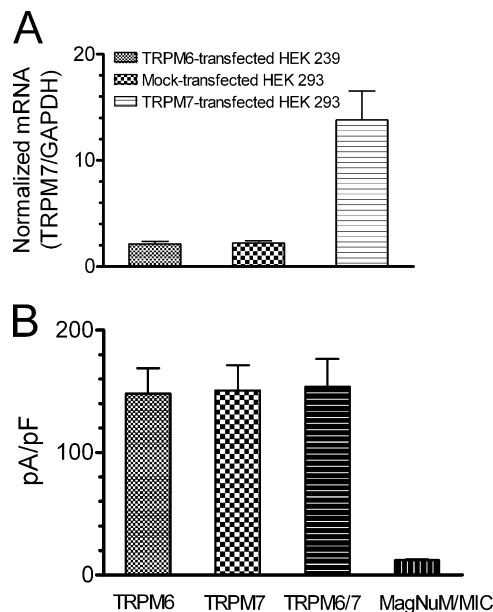 A
TRPM6-transfected HEK 239
Mock-transfected HEK 293
TRPM7-transfected HEK 293
Normalized mRNA
(TRPM7/GAPDH)
20
10
0
B
pA/pF
200
100
0
TRPM6
TRPM7
TRPM6/7
MagNuM/MIC